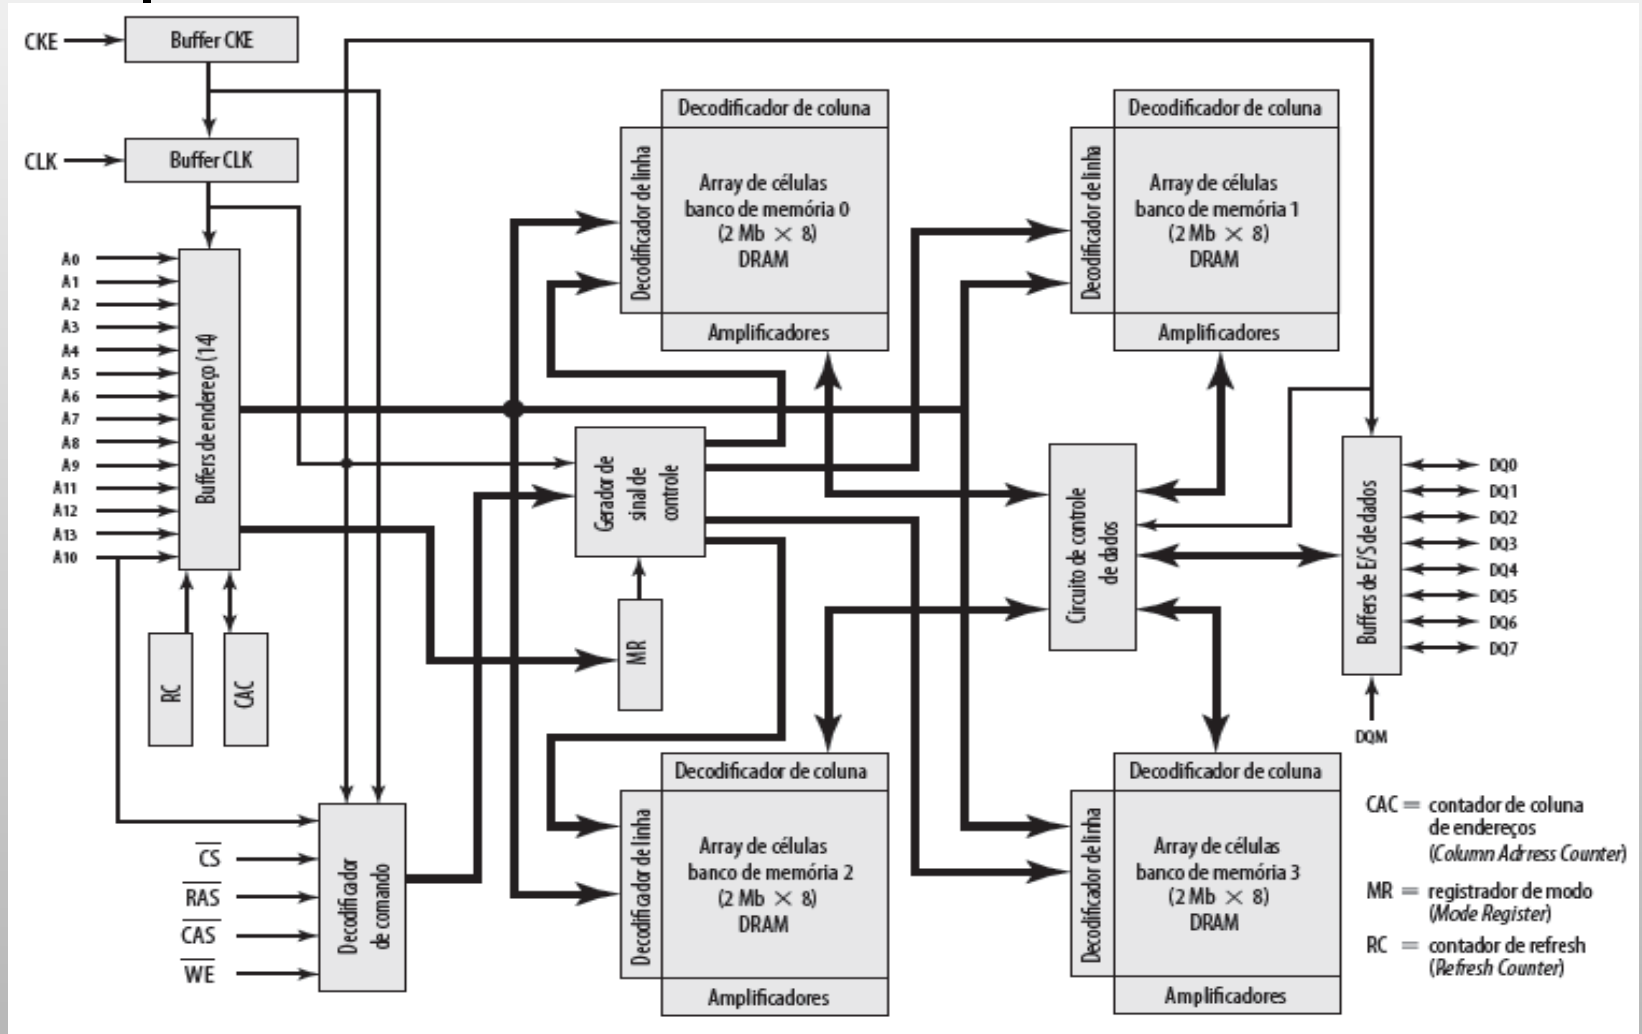 CKE
Buffer CKE
CLK
Buffer CLK
A0
A1
A2
A3
A4
A5
A6
A7
A8
A9
A11
A12
A13
A10
Buffers de endereço (14)
RC
CAC
C̅S̅
R̅A̅S̅
C̅A̅S̅
W̅E̅
Decodificador
de comando
Decodificador de coluna
Decodificador de linha
Array de células
banco de memória 0
(2 Mb × 8)
DRAM
Amplificadores
Decodificador de coluna
Decodificador de linha
Array de células
banco de memória 1
(2 Mb × 8)
DRAM
Amplificadores
Gerador de
sinal de
controle
MR
Circuito de controle
de dados
Buffers de E/S de dados
DQ0
DQ1
DQ2
DQ3
DQ4
DQ5
DQ6
DQ7
DQM
Decodificador de coluna
Decodificador de linha
Array de células
banco de memória 2
(2 Mb × 8)
DRAM
Amplificadores
Decodificador de coluna
Decodificador de linha
Array de células
banco de memória 3
(2 Mb × 8)
DRAM
Amplificadores
CAC = contador de coluna
de endereços
(Column Adrress Counter)
MR = registrador de modo
(Mode Register)
RC = contador de refresh
(Refresh Counter)